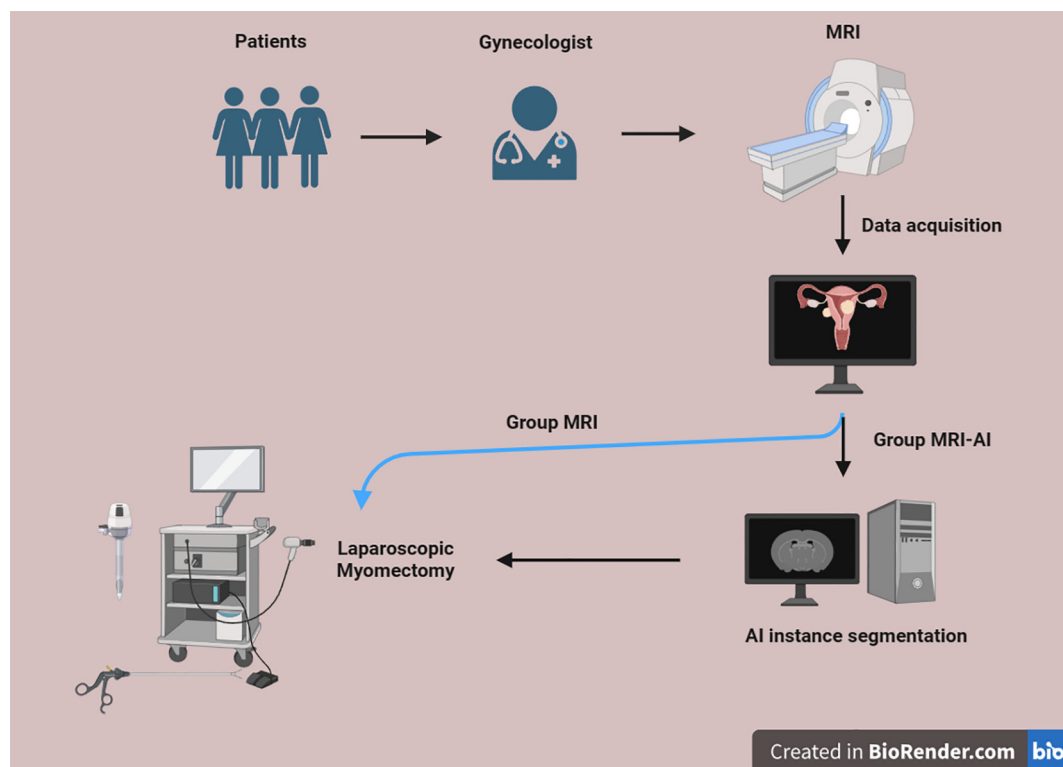 Patients
Gynecologist
MRI
Data acquisition
Group MRI
Group MRI-AI
Laparoscopic
Myomectomy
AI instance segmentation
Created in BioRender.com
bio